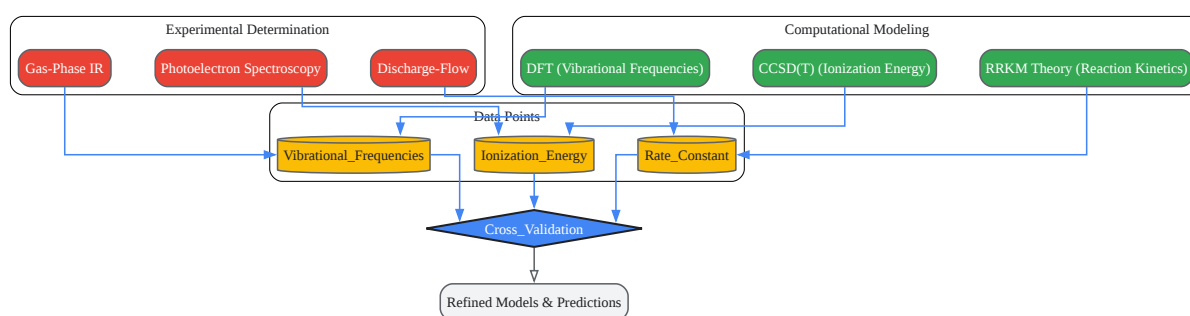 Experimental Determination
Computational Modeling
Gas-Phase IR
Photoelectron Spectroscopy
Discharge-Flow
DFT (Vibrational Frequencies)
CCSD(T) (Ionization Energy)
RRKM Theory (Reaction Kinetics)
Data Points
Vibrational_Frequencies
Ionization_Energy
Rate_Constant
Cross_Validation
Refined Models & Predictions